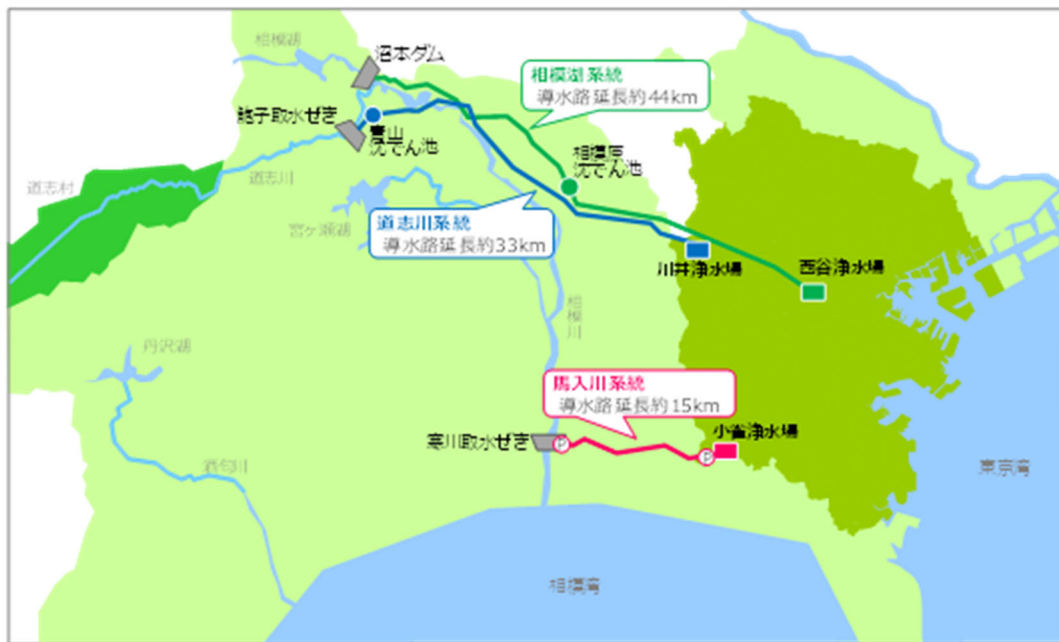 相模湖
沼本ダム
相模湖系統
導水路延長約44km
鮑子取水ぜき
青山
沈でん池
相模原
沈でん池
道志村
道志川
宮ヶ瀬湖
道志川系統
導水路延長約33km
川井浄水場
西谷浄水場
相模川
丹沢湖
馬入川系統
導水路延長約15km
寒川取水ぜき
P
P
小雀浄水場
酒匂川
東京湾
相模湾